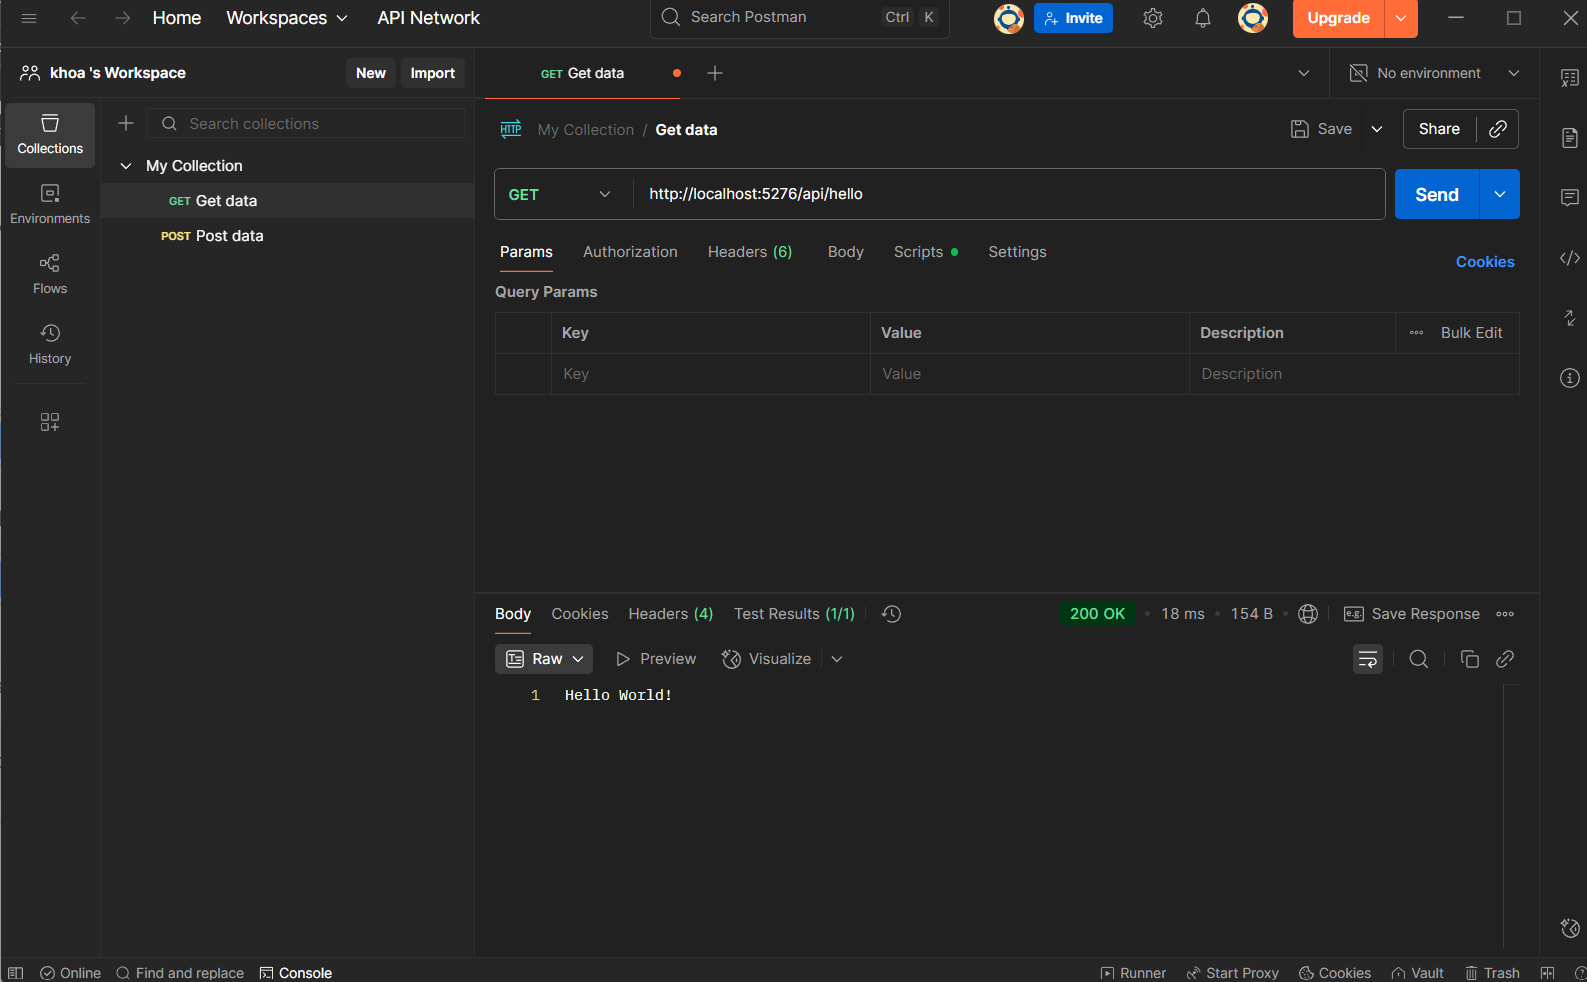 Home Workspaces API Network Search Postman Ctrl K Invite Upgrade
khoa 's Workspace New Import GET Get data No environment
Collections
Environments
Flows
History
Search collections
My Collection
GET Get data
POST Post data
HTTP My Collection / Get data Save Share
GET http://localhost:5276/api/hello Send
Params Authorization Headers (6) Body Scripts Settings Cookies
Query Params
Key Value Description Bulk Edit
Key Value Description
Body Cookies Headers (4) Test Results (1/1) 200 OK • 18 ms • 154 B • e.g. Save Response
Raw Preview Visualize
1 Hello World!
Online Find and replace Console Runner Start Proxy Cookies Vault Trash